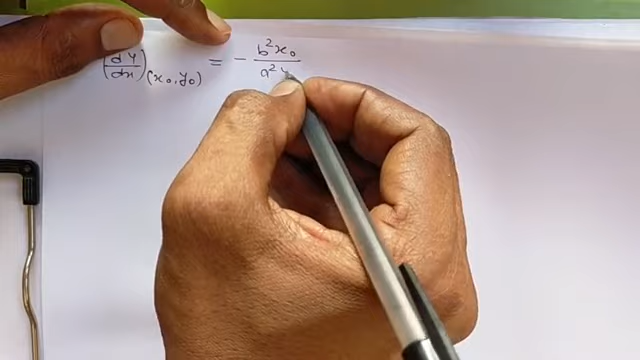 (dy/dx)(x₀,y₀) = - b²x₀/a²y